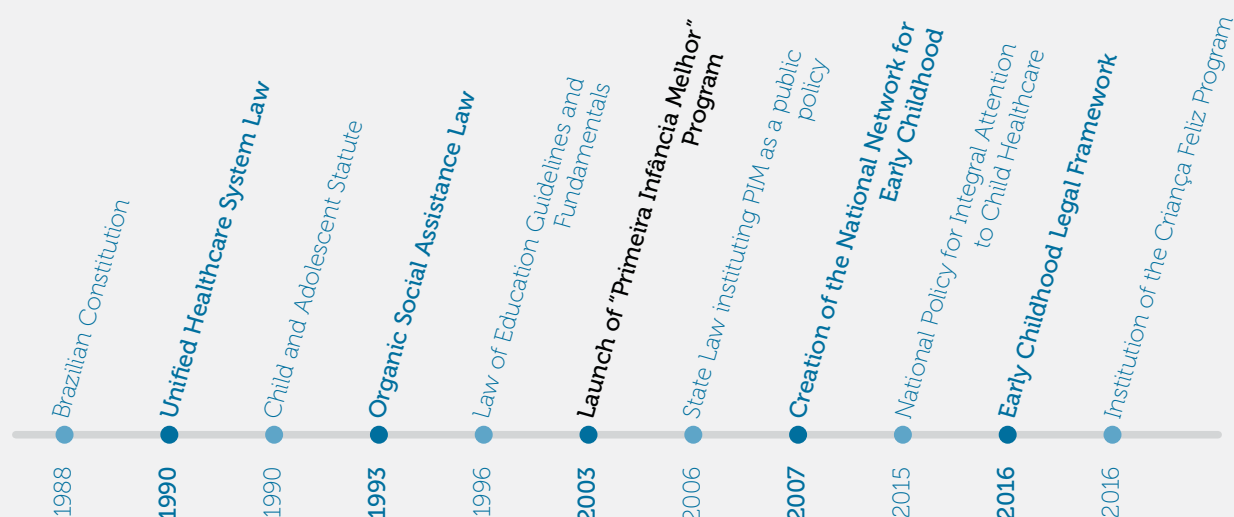 Brazilian Constitution
1988
Unified Healthcare System Law
1990
Child and Adolescent Statute
1990
Organic Social Assistance Law
1993
Law of Education Guidelines and
Fundamentals
1996
Launch of “Primeira Infância Melhor”
Program
2003
State Law instituting PIM as a public
policy
2006
Creation of the National Network for
Early Childhood
2007
National Policy for Integral Attention
to Child Healthcare
2015
Early Childhood Legal Framework
2016
Institution of the Criança Feliz Program
2016